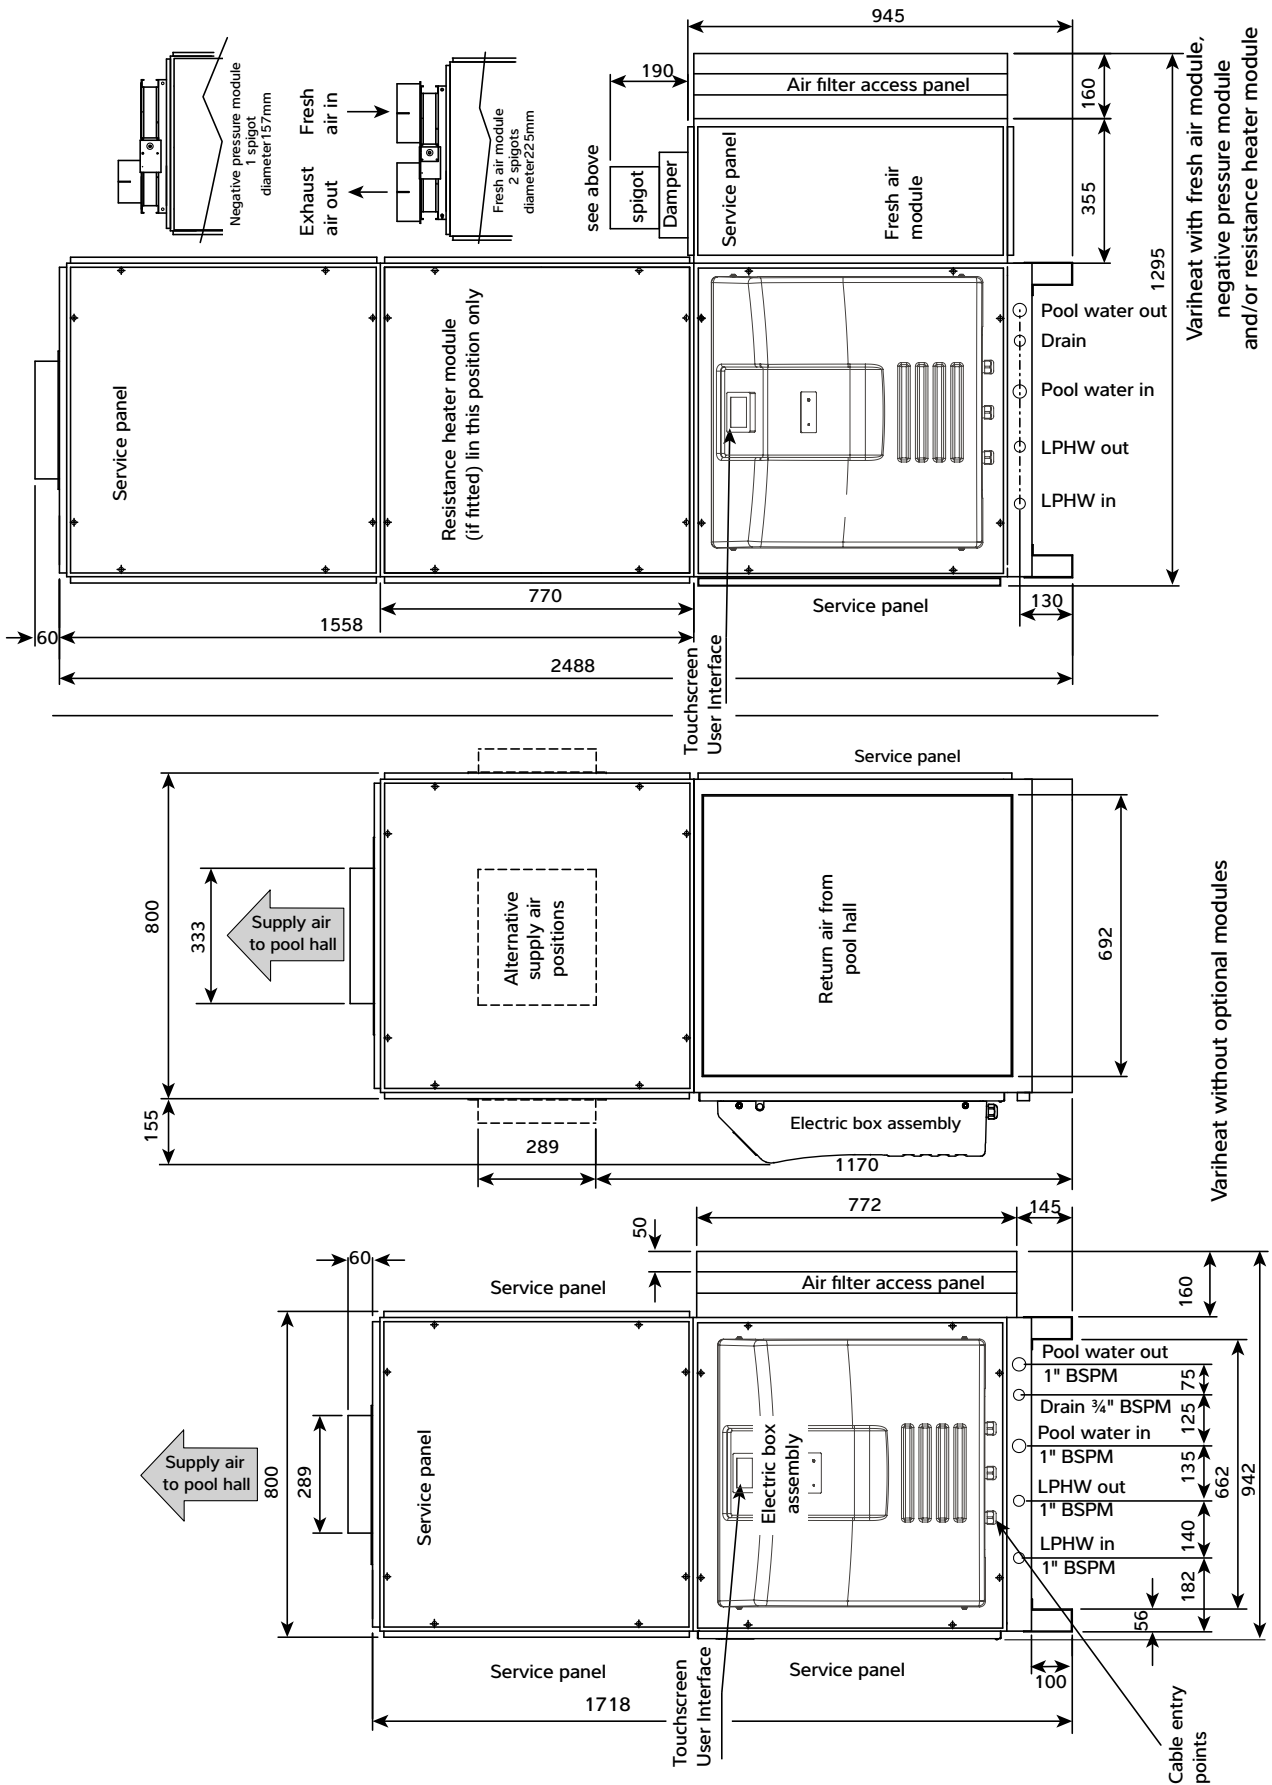 945
190
160
Air filter access panel
355
1295
Negative pressure module
1 spigot
diameter157mm
Exhaust
air out
Fresh
air in
Fresh air module
2 spigots
diameter225mm
see above
spigot
Damper
Service panel
Fresh air
module
Variheat with fresh air module,
negative pressure module
and/or resistance heater module
Service panel
Resistance heater module
(if fitted) Iin this position only
Pool water out
Drain
Pool water in
LPHW out
LPHW in
Service panel
770
130
60
1558
2488
Touchscreen
User Interface
Service panel
800
333
Supply air
to pool hall
Alternative
supply air
positions
Return air from
pool hall
692
155
289
Electric box assembly
1170
Variheat without optional modules
772
145
50
60
Service panel
Air filter access panel
160
Supply air
to pool hall
800
289
Service panel
Electric box
assembly
Pool water out
1" BSPM
75
Drain ¾" BSPM
125
Pool water in
1" BSPM
135
LPHW out
1" BSPM
140
LPHW in
1" BSPM
182
662
942
56
100
Service panel
Service panel
1718
Touchscreen
User Interface
Cable entry
points